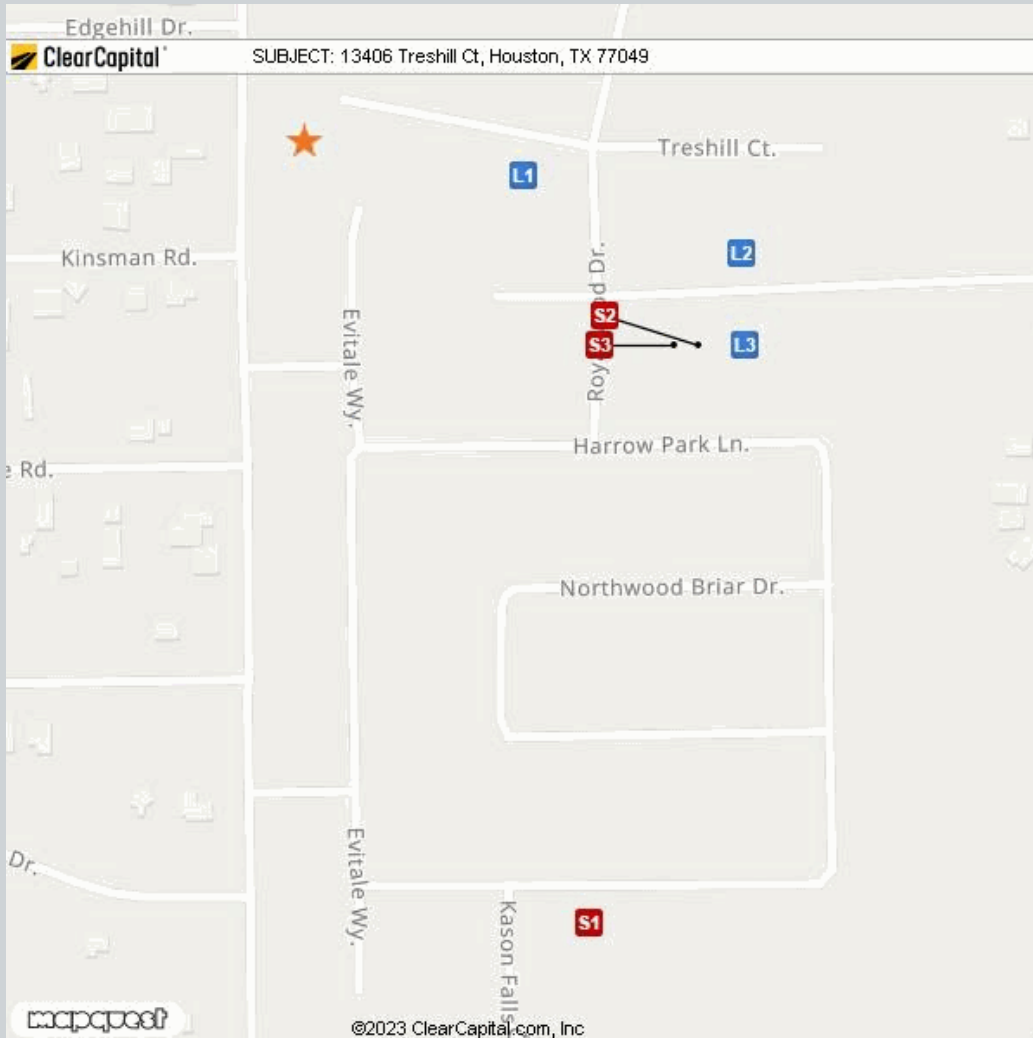 Edgehill Dr.
ClearCapital
SUBJECT: 13406 Treshill Ct, Houston, TX 77049
Treshill Ct.
L1
Kinsman Rd.
L2
S2
S3
L3
Evitale Wy.
Harrow Park Ln.
Rd.
Northwood Briar Dr.
Evitale Wy.
Dr.
Kason Falls
S1
mapquest
©2023 ClearCapital.com, Inc